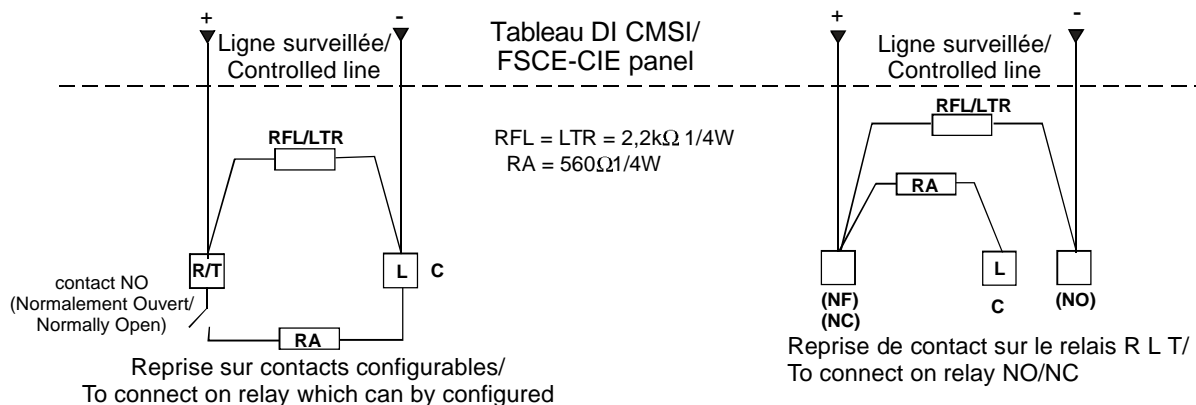 +
-
Ligne surveillée/
Controlled line
Tableau DI CMSI/
FSCE-CIE panel
+
-
Ligne surveillée/
Controlled line
RFL/LTR
RFL = LTR = 2,2kΩ 1/4W
RA = 560Ω1/4W
RFL/LTR
RA
R/T
L
C
contact NO
(Normalement Ouvert/
Normally Open)
RA
Reprise sur contacts configurables/
To connect on relay which can by configured
L
(NF)
(NC)
C
(NO)
Reprise de contact sur le relais R L T/
To connect on relay NO/NC